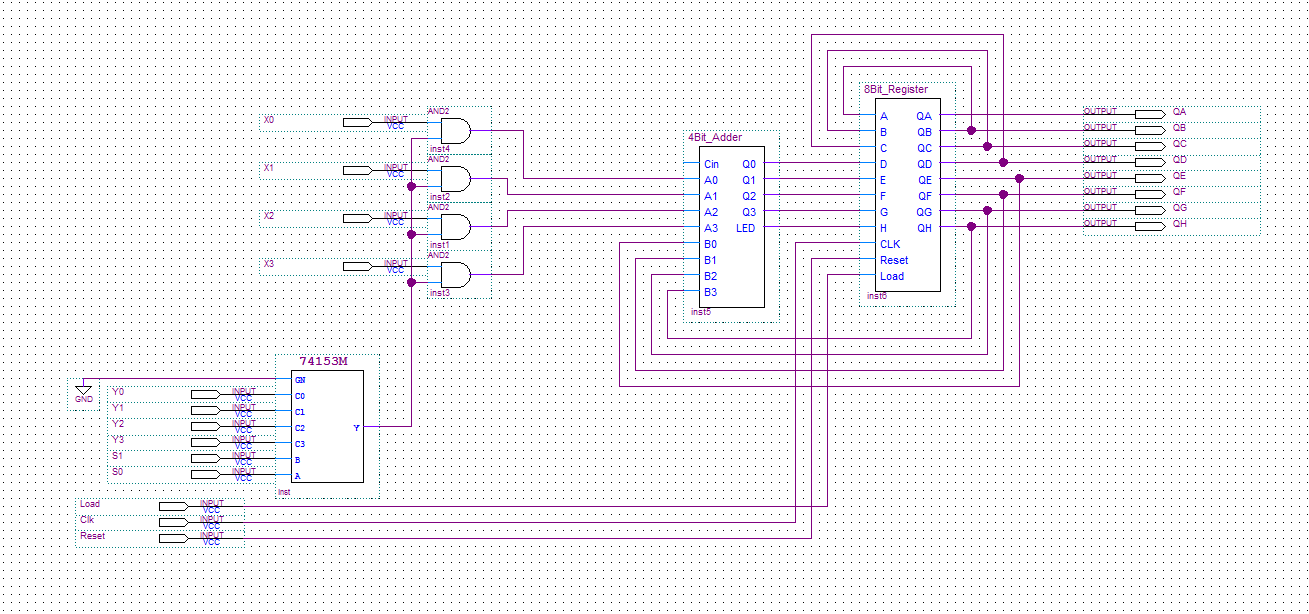 X0 INPUT VCC AND2 inst4
X1 INPUT VCC AND2 inst2
X2 INPUT VCC AND2 inst1
X3 INPUT VCC AND2 inst3
4Bit_Adder
Cin Q0
A0 Q1
A1 Q2
A2 Q3
A3 LED
B0
B1
B2
B3
inst5
8Bit_Register
A QA
B QB
C QC
D QD
E QE
F QF
G QG
H QH
CLK
Reset
Load
inst6
OUTPUT QA
OUTPUT QB
OUTPUT QC
OUTPUT QD
OUTPUT QE
OUTPUT QF
OUTPUT QG
OUTPUT QH
74153M
GND
GN
Y0 INPUT VCC C0
Y1 INPUT VCC C1
Y2 INPUT VCC C2 Y
Y3 INPUT VCC C3
S1 INPUT VCC B
S0 INPUT VCC A
inst
Load INPUT VCC
Clk INPUT VCC
Reset INPUT VCC